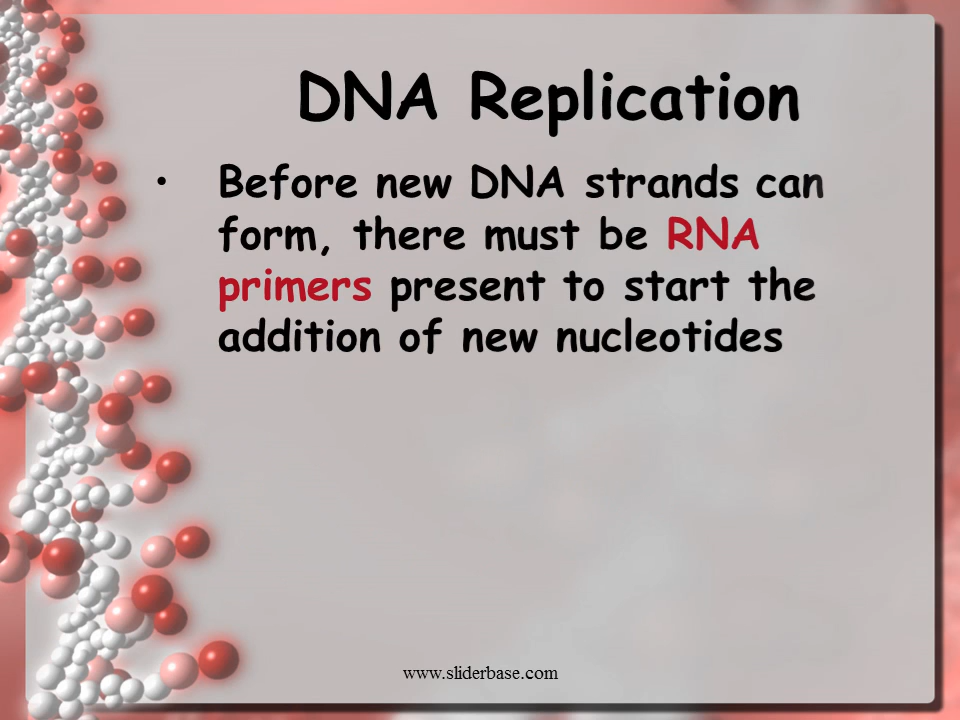 DNA Replication
• Before new DNA strands can
form, there must be RNA
primers present to start the
addition of new nucleotides
www.sliderbase.com